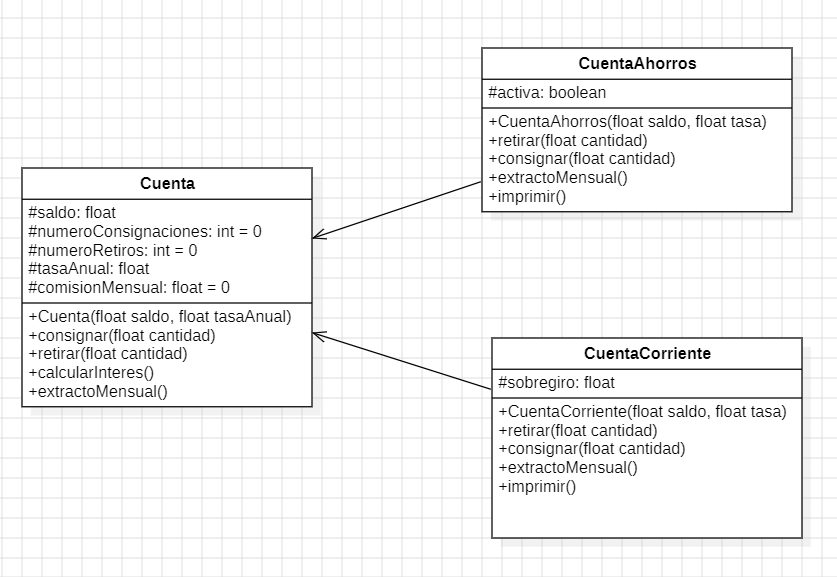 Cuenta
#saldo: float
#numeroConsignaciones: int = 0
#numeroRetiros: int = 0
#tasaAnual: float
#comisionMensual: float = 0
+Cuenta(float saldo, float tasaAnual)
+consignar(float cantidad)
+retirar(float cantidad)
+calcularInteres()
+extractoMensual()
CuentaAhorros
#activa: boolean
+CuentaAhorros(float saldo, float tasa)
+retirar(float cantidad)
+consignar(float cantidad)
+extractoMensual()
+imprimir()
CuentaCorriente
#sobregiro: float
+CuentaCorriente(float saldo, float tasa)
+retirar(float cantidad)
+consignar(float cantidad)
+extractoMensual()
+imprimir()